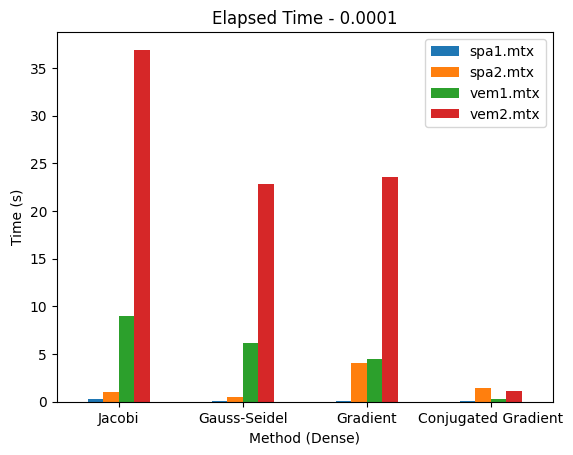 Elapsed Time - 0.0001
spa1.mtx
spa2.mtx
vem1.mtx
vem2.mtx
Time (s)
35
30
25
20
15
10
5
0
Jacobi Gauss-Seidel Gradient Conjugated Gradient
Method (Dense)